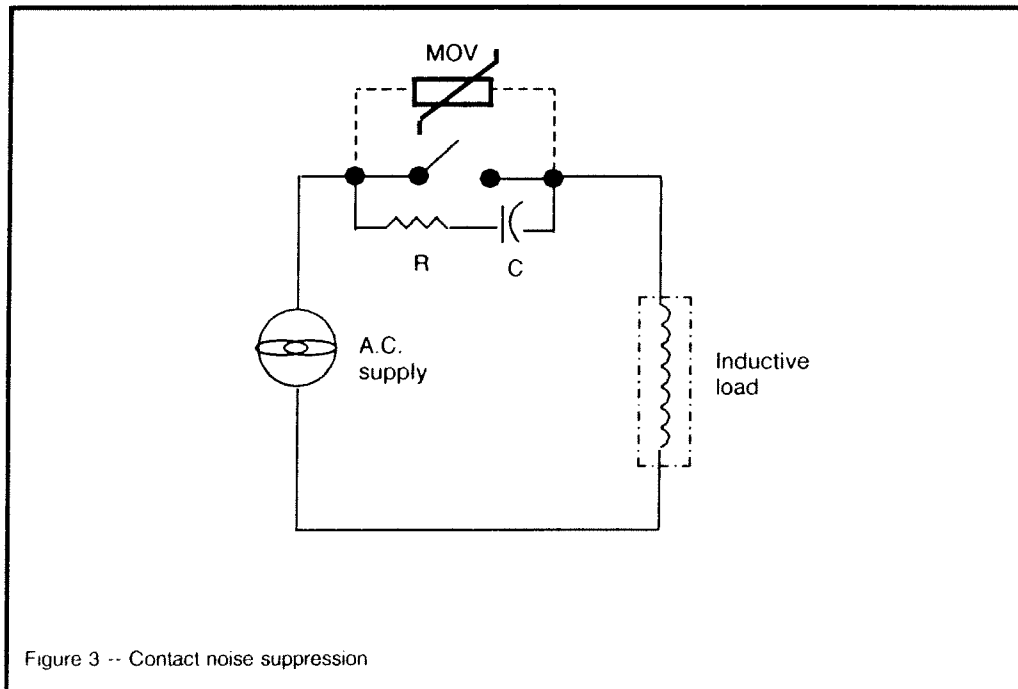 MOV
R
C
A.C.
supply
Inductive
load
Figure 3 -- Contact noise suppression